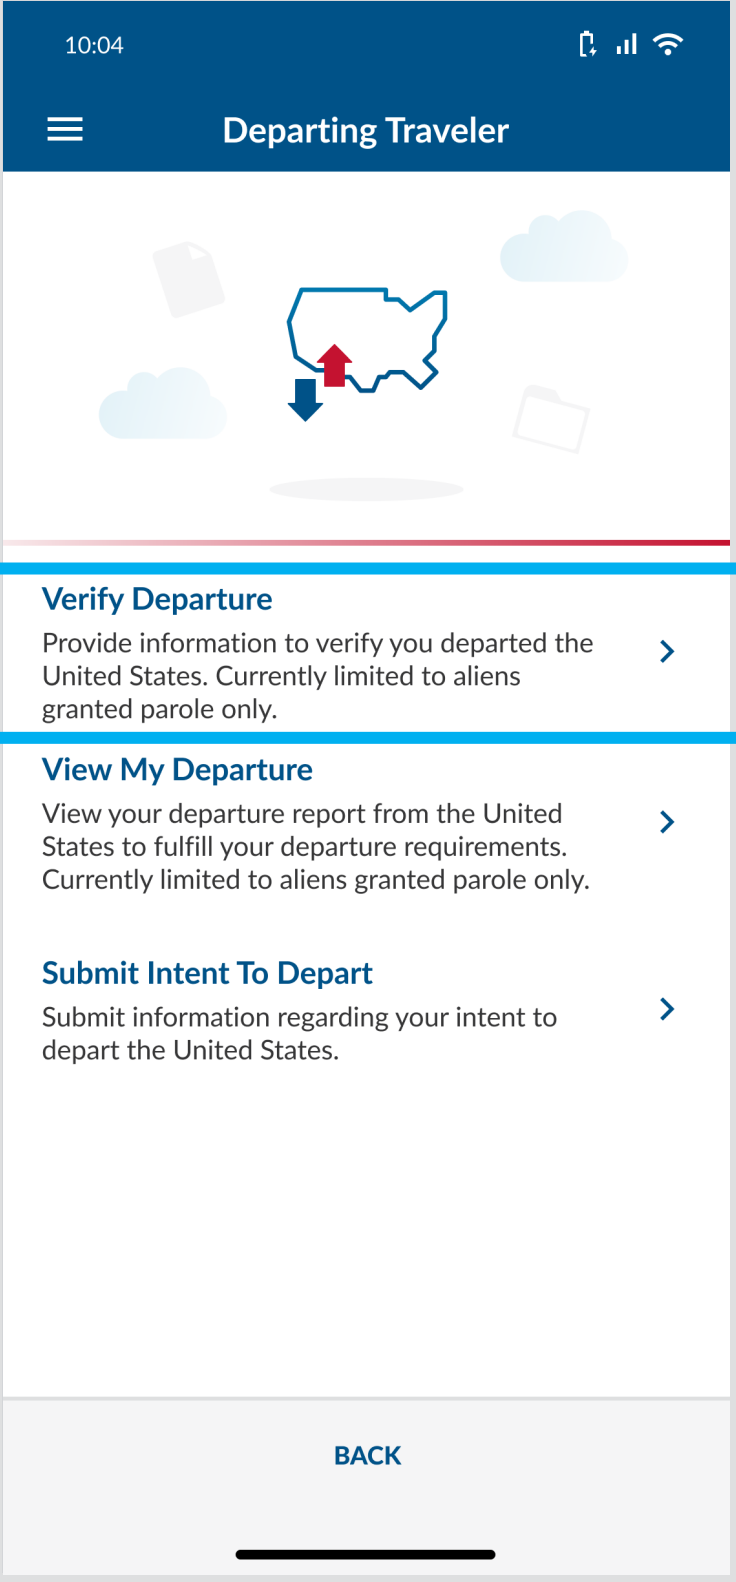 10:04
Departing Traveler
Verify Departure
Provide information to verify you departed the
United States. Currently limited to aliens
granted parole only.
View My Departure
View your departure report from the United
States to fulfill your departure requirements.
Currently limited to aliens granted parole only.
Submit Intent To Depart
Submit information regarding your intent to
depart the United States.
BACK